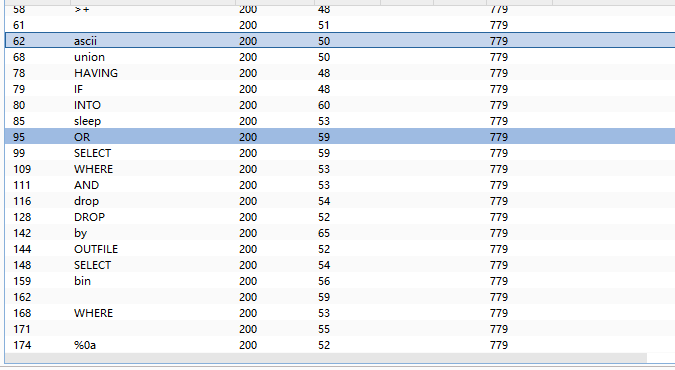 58 >+ 200 48 779
61 200 51 779
62 ascii 200 50 779
68 union 200 50 779
78 HAVING 200 48 779
79 IF 200 48 779
80 INTO 200 60 779
85 sleep 200 53 779
95 OR 200 59 779
99 SELECT 200 59 779
109 WHERE 200 53 779
111 AND 200 53 779
116 drop 200 54 779
128 DROP 200 52 779
142 by 200 65 779
144 OUTFILE 200 52 779
148 SELECT 200 54 779
159 bin 200 56 779
162 200 59 779
168 WHERE 200 53 779
171 200 55 779
174 %0a 200 52 779